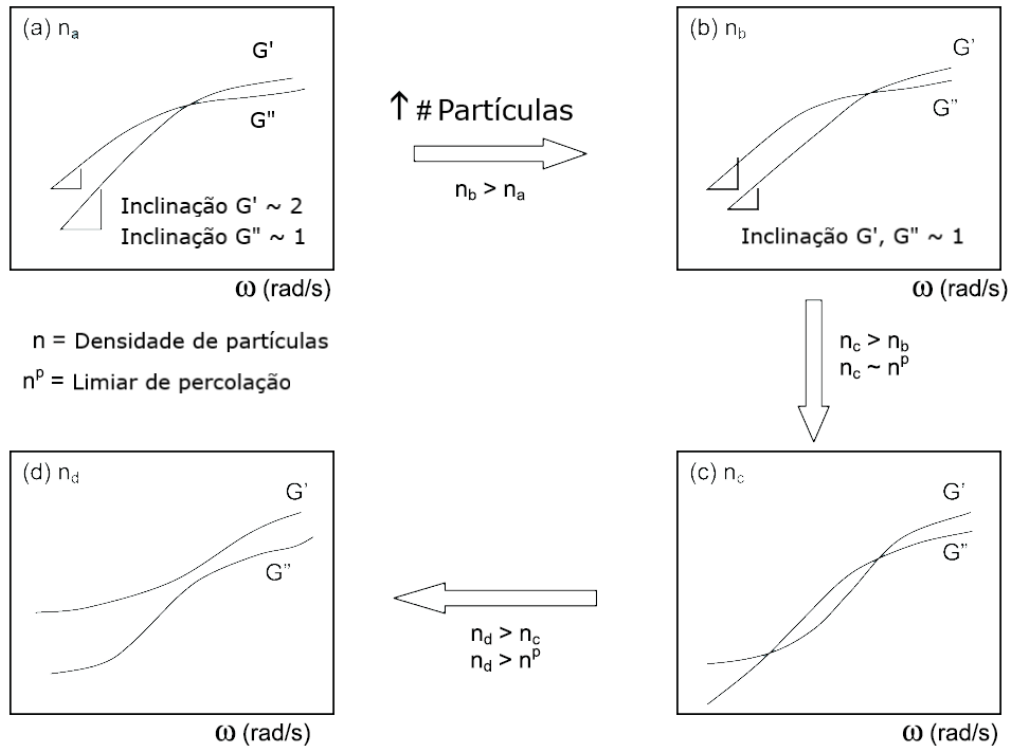 (a) nₐ
G'
G"
Inclinação G' ~ 2
Inclinação G" ~ 1
ω (rad/s)
↑ # Partículas
n_b > nₐ
(b) n_b
G'
G"
Inclinação G', G" ~ 1
ω (rad/s)
n = Densidade de partículas
nᵖ = Limiar de percolação
n_c > n_b
n_c ~ nᵖ
(d) n_d
G'
G"
ω (rad/s)
n_d > n_c
n_d > nᵖ
(c) n_c
G'
G"
ω (rad/s)